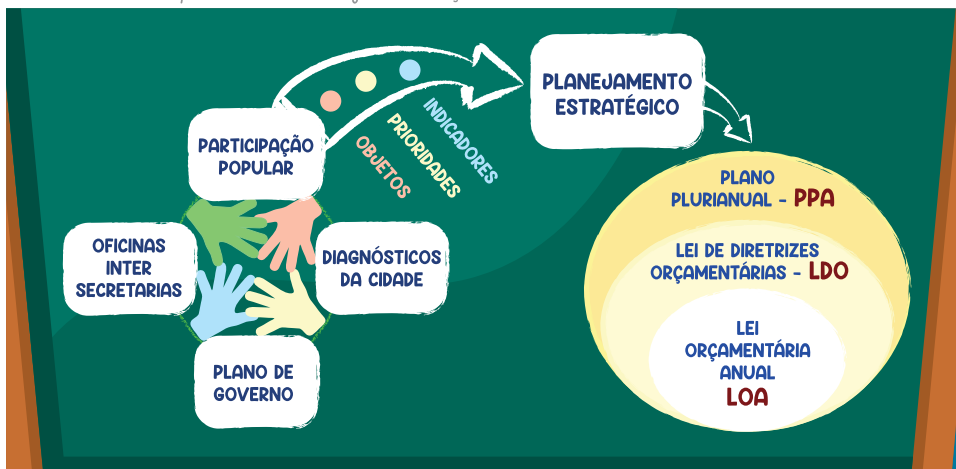 PARTICIPAÇÃO
POPULAR
OFICINAS
INTER
SECRETARIAS
DIAGNÓSTICOS
DA CIDADE
PLANO DE
GOVERNO
OBJETOS
PRIORIDADES
INDICADORES
PLANEJAMENTO
ESTRATÉGICO
PLANO
PLURIANUAL - PPA
LEI DE DIRETRIZES
ORÇAMENTÁRIAS - LDO
LEI
ORÇAMENTÁRIA
ANUAL
LOA